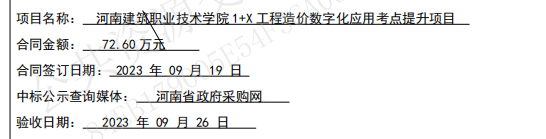 项目名称: 河南建筑职业技术学院1+X工程造价数字化应用考点提升项目
合同金额: 72.60万元
合同签订日期: 2023 年 09 月 19 日
中标公示查询媒体: 河南省政府采购网
验收日期: 2023 年 09 月 26 日